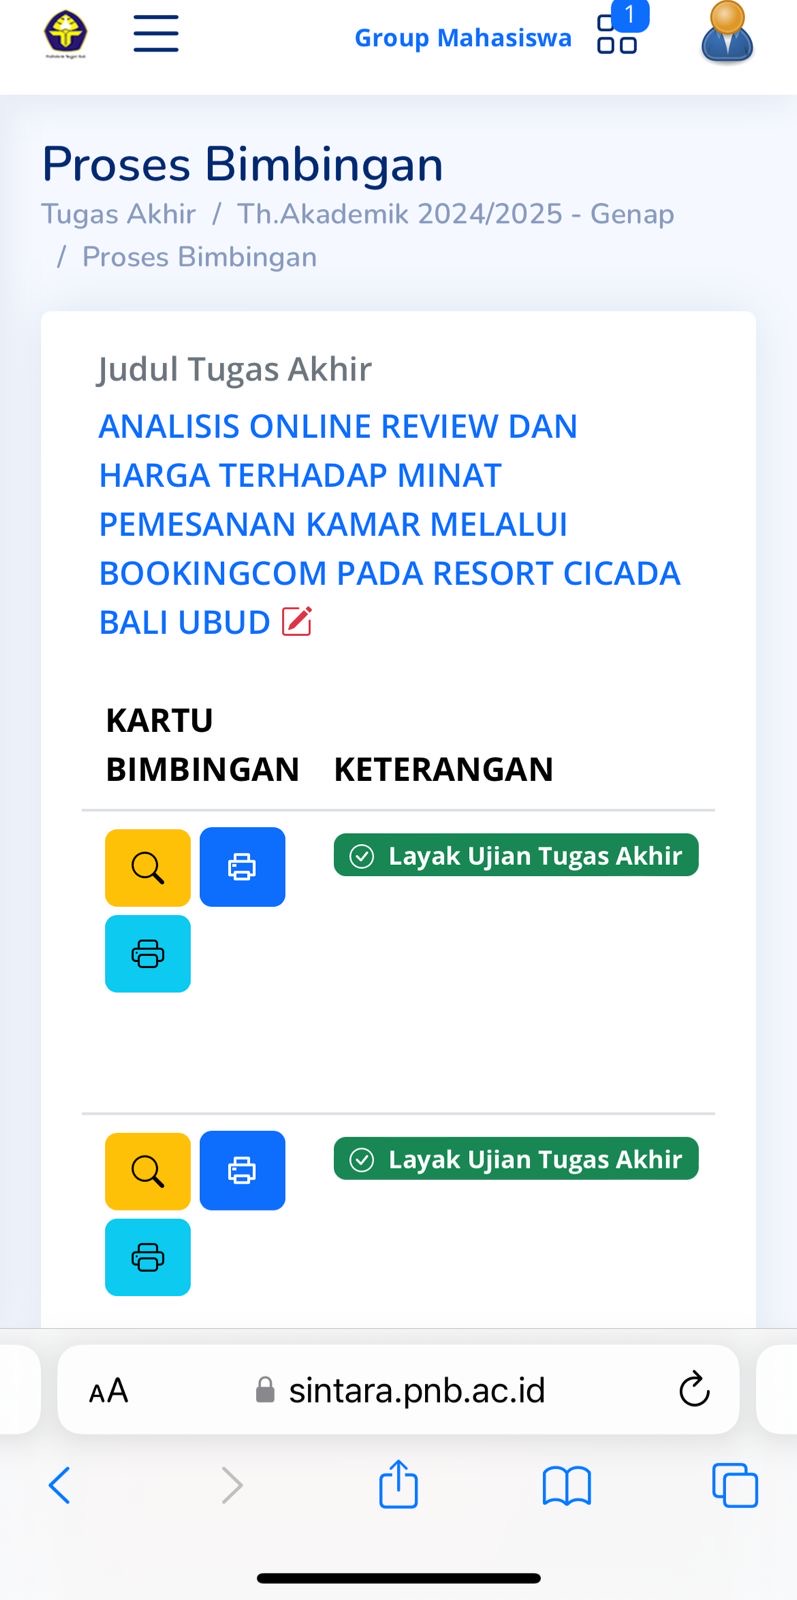 Group Mahasiswa
1
Proses Bimbingan
Tugas Akhir / Th.Akademik 2024/2025 - Genap
/ Proses Bimbingan
Judul Tugas Akhir
ANALISIS ONLINE REVIEW DAN
HARGA TERHADAP MINAT
PEMESANAN KAMAR MELALUI
BOOKINGCOM PADA RESORT CICADA
BALI UBUD
KARTU
BIMBINGAN KETERANGAN
Layak Ujian Tugas Akhir
Layak Ujian Tugas Akhir
AA sintara.pnb.ac.id